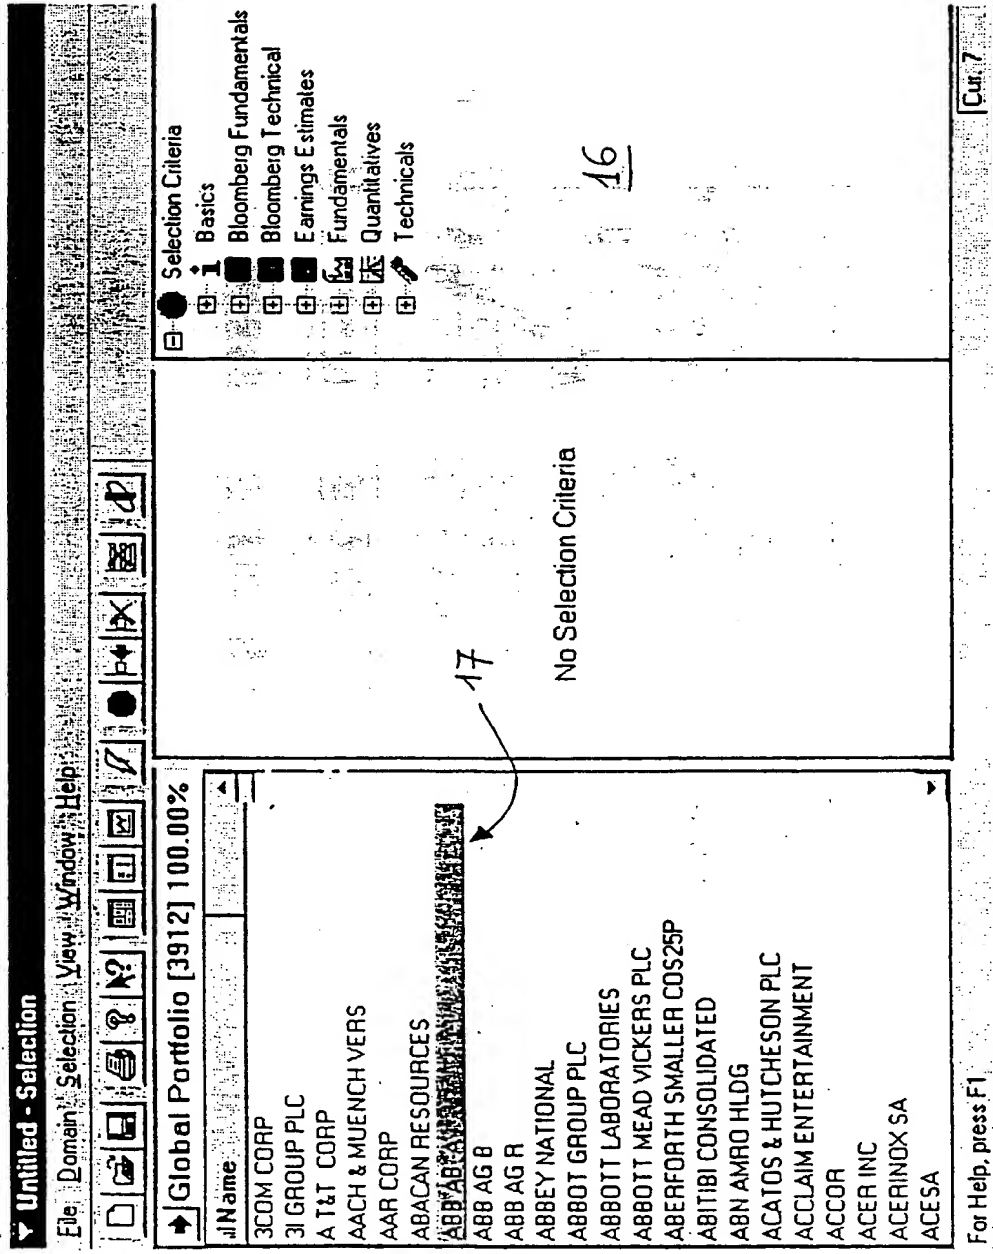 Untitled - Selection
File Domain Selection View Window Help
Global Portfolio [3912] 100.00%
Name
3COM CORP
3I GROUP PLC
A T&T CORP
AACH & MUENCH VERS
AAR CORP
ABACAN RESOURCES
ABB AG B
ABB AG R
ABBEY NATIONAL
ABBOT GROUP PLC
ABBOTT LABORATORIES
ABBOTT MEAD VICKERS PLC
ABERFORTH SMALLER COS25P
ABITIBI CONSOLIDATED
ABN AMRO HLDG
ACATOS & HUTCHESON PLC
ACCLAIM ENTERTAINMENT
ACCOR
ACER INC
ACERINOX SA
ACESA
17
No Selection Criteria
Selection Criteria
Basics
Bloomberg Fundamentals
Bloomberg Technical
Earnings Estimates
Fundamentals
Quantitatives
Technicals
16
For Help, press F1
Cur. 7